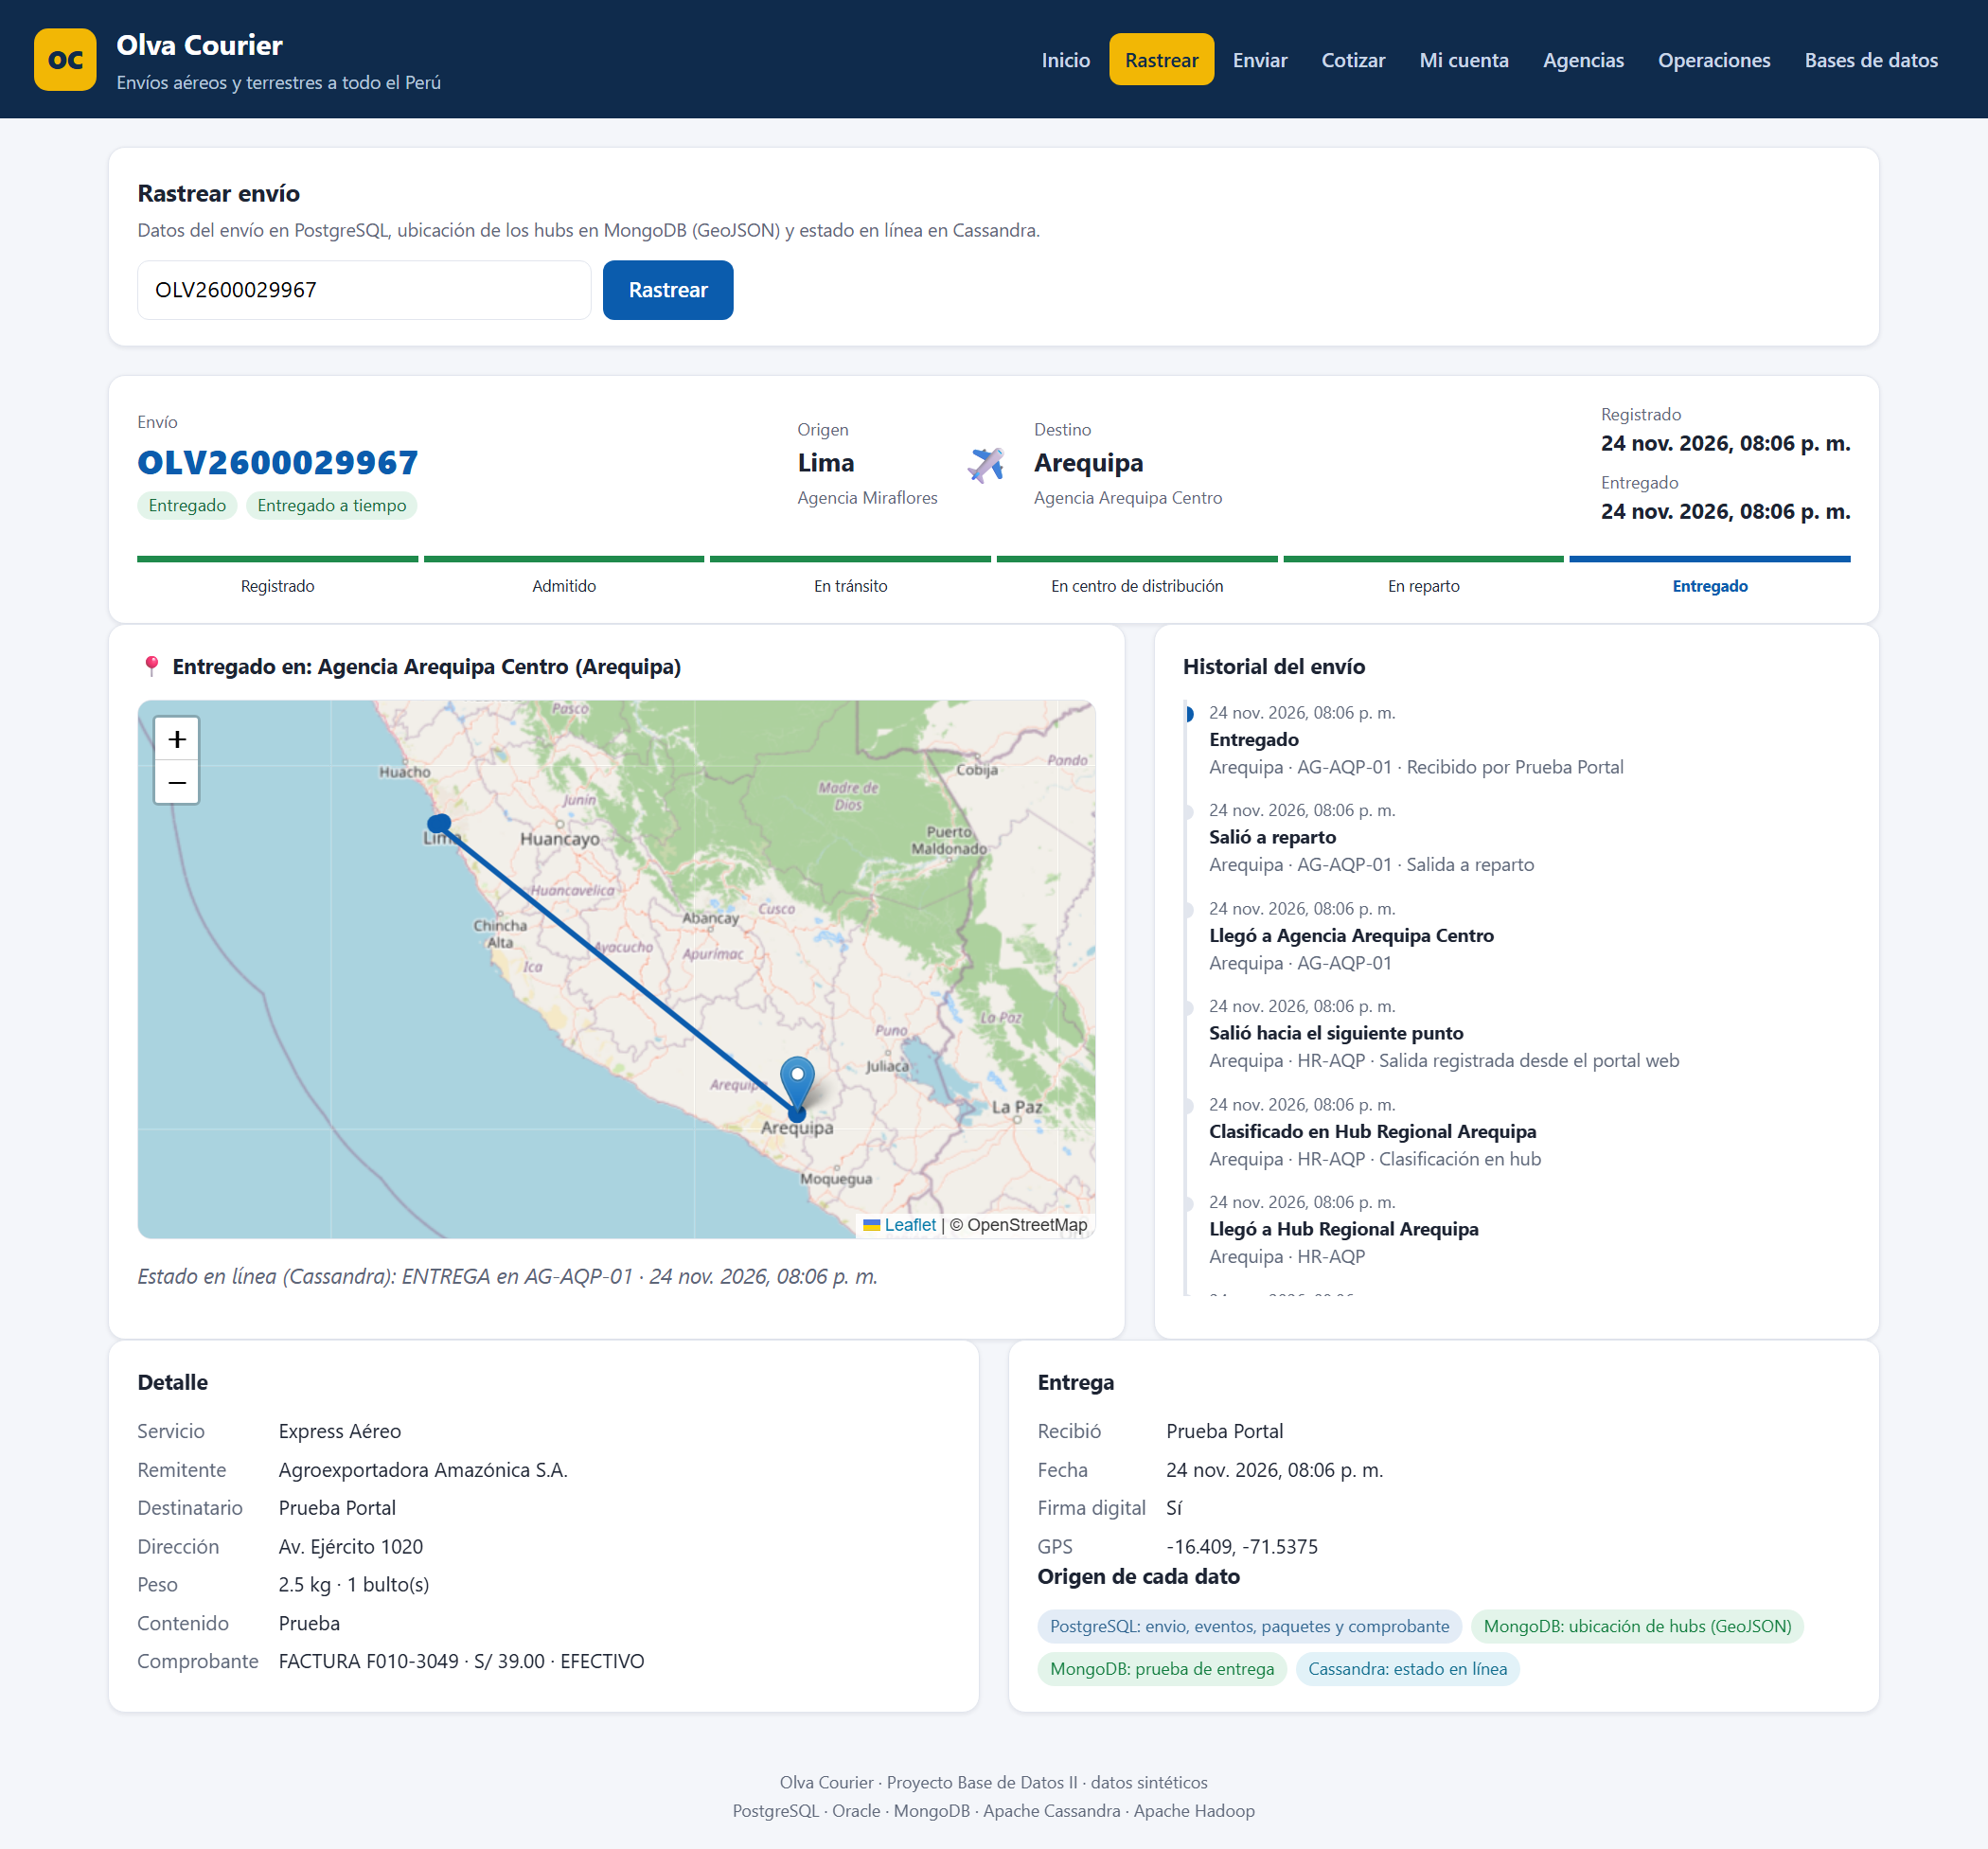 OC
Olva Courier
Envíos aéreos y terrestres a todo el Perú
Inicio
Rastrear
Enviar
Cotizar
Mi cuenta
Agencias
Operaciones
Bases de datos
Rastrear envío
Datos del envío en PostgreSQL, ubicación de los hubs en MongoDB (GeoJSON) y estado en línea en Cassandra.
OLV2600029967
Rastrear
Envío
OLV2600029967
Entregado
Entregado a tiempo
Origen
Lima
Agencia Miraflores
Destino
Arequipa
Agencia Arequipa Centro
Registrado
24 nov. 2026, 08:06 p. m.
Entregado
24 nov. 2026, 08:06 p. m.
Registrado
Admitido
En tránsito
En centro de distribución
En reparto
Entregado
Entregado en: Agencia Arequipa Centro (Arequipa)
+
−
Pasco
Huacho
Junín
Lima
Huancayo
Madre de
Dios
Cobija
Pando
Puerto
Maldonado
Huancavelica
Chincha
Alta
Abancay
Cusco
Ayacucho
Apurímac
Ica
La Paz
Puno
Juliaca
Arequipa
La Paz
Arequipa
Moquegua
Leaflet | © OpenStreetMap
Estado en línea (Cassandra): ENTREGA en AG-AQP-01 · 24 nov. 2026, 08:06 p. m.
Historial del envío
24 nov. 2026, 08:06 p. m.
Entregado
Arequipa · AG-AQP-01 · Recibido por Prueba Portal
24 nov. 2026, 08:06 p. m.
Salió a reparto
Arequipa · AG-AQP-01 · Salida a reparto
24 nov. 2026, 08:06 p. m.
Llegó a Agencia Arequipa Centro
Arequipa · AG-AQP-01
24 nov. 2026, 08:06 p. m.
Salió hacia el siguiente punto
Arequipa · HR-AQP · Salida registrada desde el portal web
24 nov. 2026, 08:06 p. m.
Clasificado en Hub Regional Arequipa
Arequipa · HR-AQP · Clasificación en hub
24 nov. 2026, 08:06 p. m.
Llegó a Hub Regional Arequipa
Arequipa · HR-AQP
Detalle
Servicio Express Aéreo
Remitente Agroexportadora Amazónica S.A.
Destinatario Prueba Portal
Dirección Av. Ejército 1020
Peso 2.5 kg · 1 bulto(s)
Contenido Prueba
Comprobante FACTURA F010-3049 · S/ 39.00 · EFECTIVO
Entrega
Recibió Prueba Portal
Fecha 24 nov. 2026, 08:06 p. m.
Firma digital Sí
GPS -16.409, -71.5375
Origen de cada dato
PostgreSQL: envio, eventos, paquetes y comprobante
MongoDB: ubicación de hubs (GeoJSON)
MongoDB: prueba de entrega
Cassandra: estado en línea
Olva Courier · Proyecto Base de Datos II · datos sintéticos
PostgreSQL · Oracle · MongoDB · Apache Cassandra · Apache Hadoop